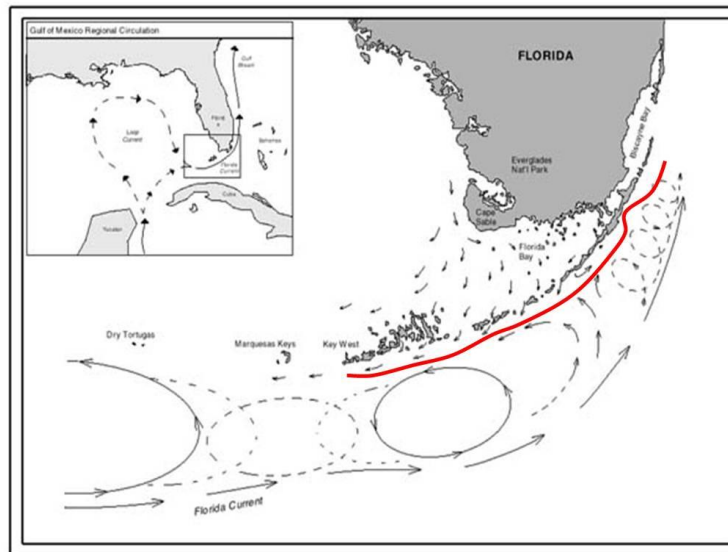 Gulf of Mexico Regional Circulation
Gulf
Stream
Florida
Loop
Current
Bahamas
Florida
Current
Cuba
Yucatan
FLORIDA
Biscayne Bay
Everglades
Nat'l Park
Cape
Sable
Florida
Bay
Dry Tortugas
Marquesas Keys
Key West
Florida Current